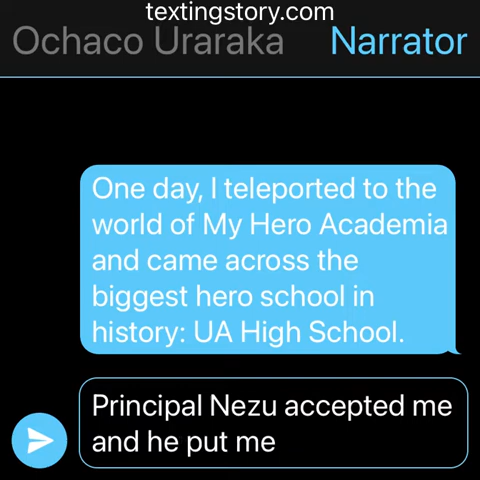 textingstory.com
Ochaco Uraraka Narrator
One day, I teleported to the
world of My Hero Academia
and came across the
biggest hero school in
history: UA High School.
Principal Nezu accepted me
and he put me